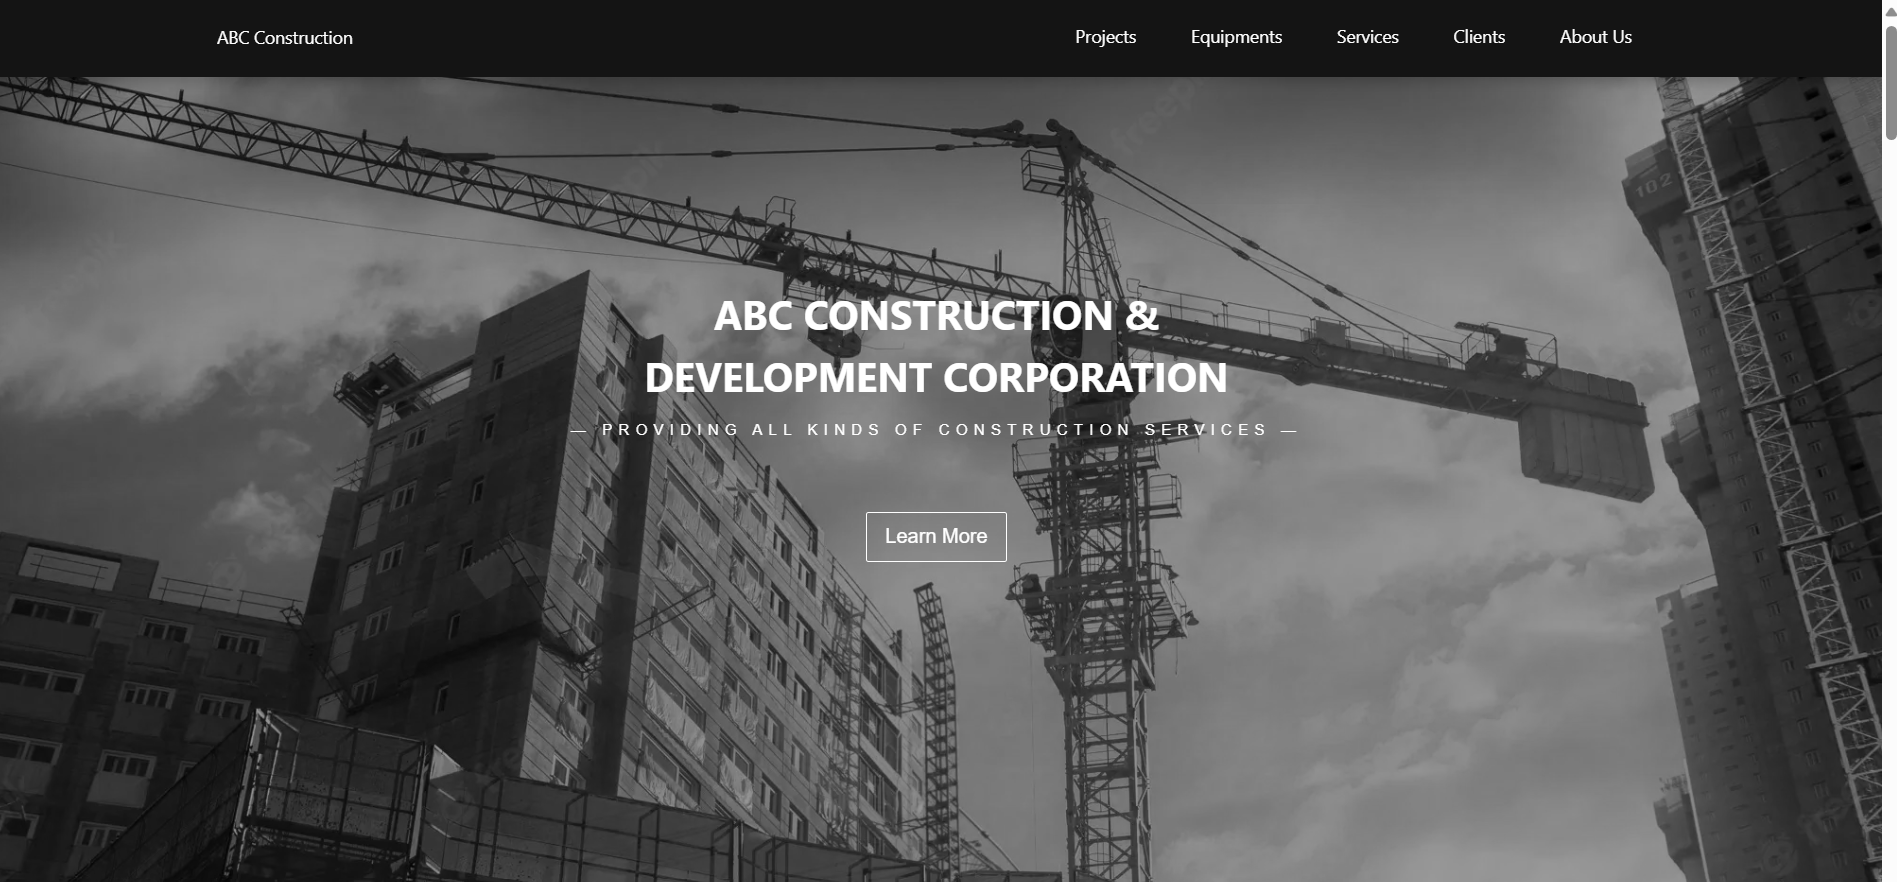 ABC Construction
Projects
Equipments
Services
Clients
About Us
102
ABC CONSTRUCTION &
DEVELOPMENT CORPORATION
— PROVIDING ALL KINDS OF CONSTRUCTION SERVICES —
Learn More